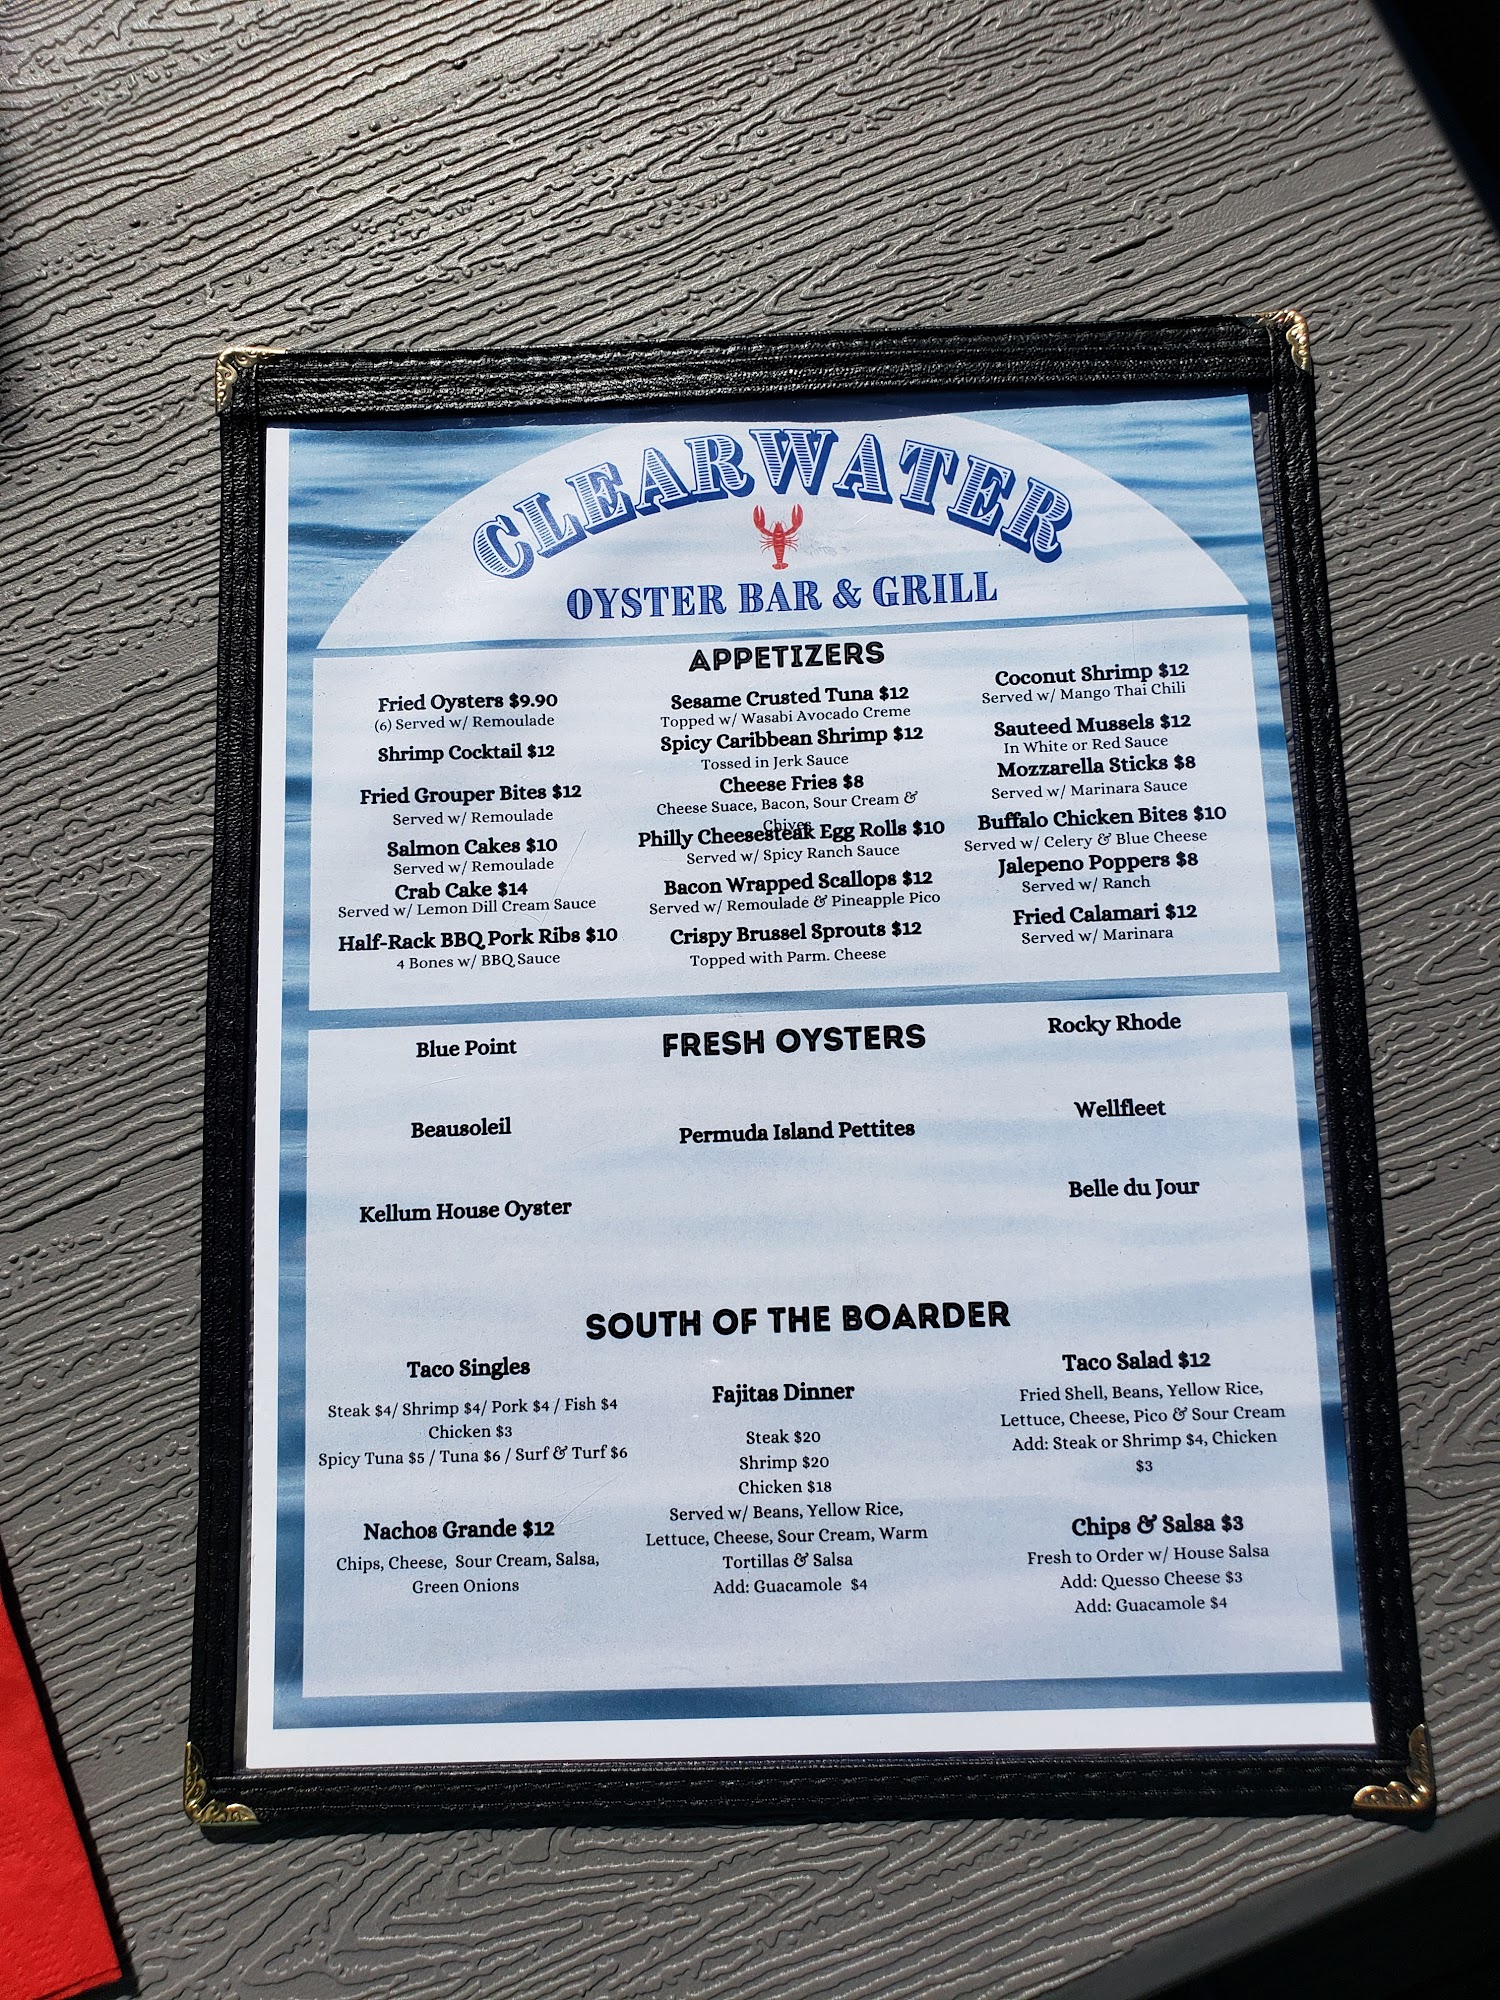 CLEARWATER
OYSTER BAR & GRILL
APPETIZERS
Fried Oysters $9.90
(6) Served w/ Remoulade
Shrimp Cocktail $12
Fried Grouper Bites $12
Served w/ Remoulade
Salmon Cakes $10
Served w/ Remoulade
Crab Cake $14
Served w/ Lemon Dill Cream Sauce
Half-Rack BBQ Pork Ribs $10
4 Bones w/ BBQ Sauce
Sesame Crusted Tuna $12
Topped w/ Wasabi Avocado Creme
Spicy Caribbean Shrimp $12
Tossed in Jerk Sauce
Cheese Fries $8
Cheese Suace, Bacon, Sour Cream &
Chives
Philly Cheesesteak Egg Rolls $10
Served w/ Spicy Ranch Sauce
Bacon Wrapped Scallops $12
Served w/ Remoulade & Pineapple Pico
Crispy Brussel Sprouts $12
Topped with Parm. Cheese
Coconut Shrimp $12
Served w/ Mango Thai Chili
Sauteed Mussels $12
In White or Red Sauce
Mozzarella Sticks $8
Served w/ Marinara Sauce
Buffalo Chicken Bites $10
Served w/ Celery & Blue Cheese
Jalepeno Poppers $8
Served w/ Ranch
Fried Calamari $12
Served w/ Marinara
FRESH OYSTERS
Blue Point
Beausoleil
Kellum House Oyster
Permuda Island Pettites
Rocky Rhode
Wellfleet
Belle du Jour
SOUTH OF THE BOARDER
Taco Singles
Steak $4/ Shrimp $4/ Pork $4 / Fish $4
Chicken $3
Spicy Tuna $5 / Tuna $6 / Surf & Turf $6
Nachos Grande $12
Chips, Cheese, Sour Cream, Salsa,
Green Onions
Fajitas Dinner
Steak $20
Shrimp $20
Chicken $18
Served w/ Beans, Yellow Rice,
Lettuce, Cheese, Sour Cream, Warm
Tortillas & Salsa
Add: Guacamole $4
Taco Salad $12
Fried Shell, Beans, Yellow Rice,
Lettuce, Cheese, Pico & Sour Cream
Add: Steak or Shrimp $4, Chicken
$3
Chips & Salsa $3
Fresh to Order w/ House Salsa
Add: Quesso Cheese $3
Add: Guacamole $4